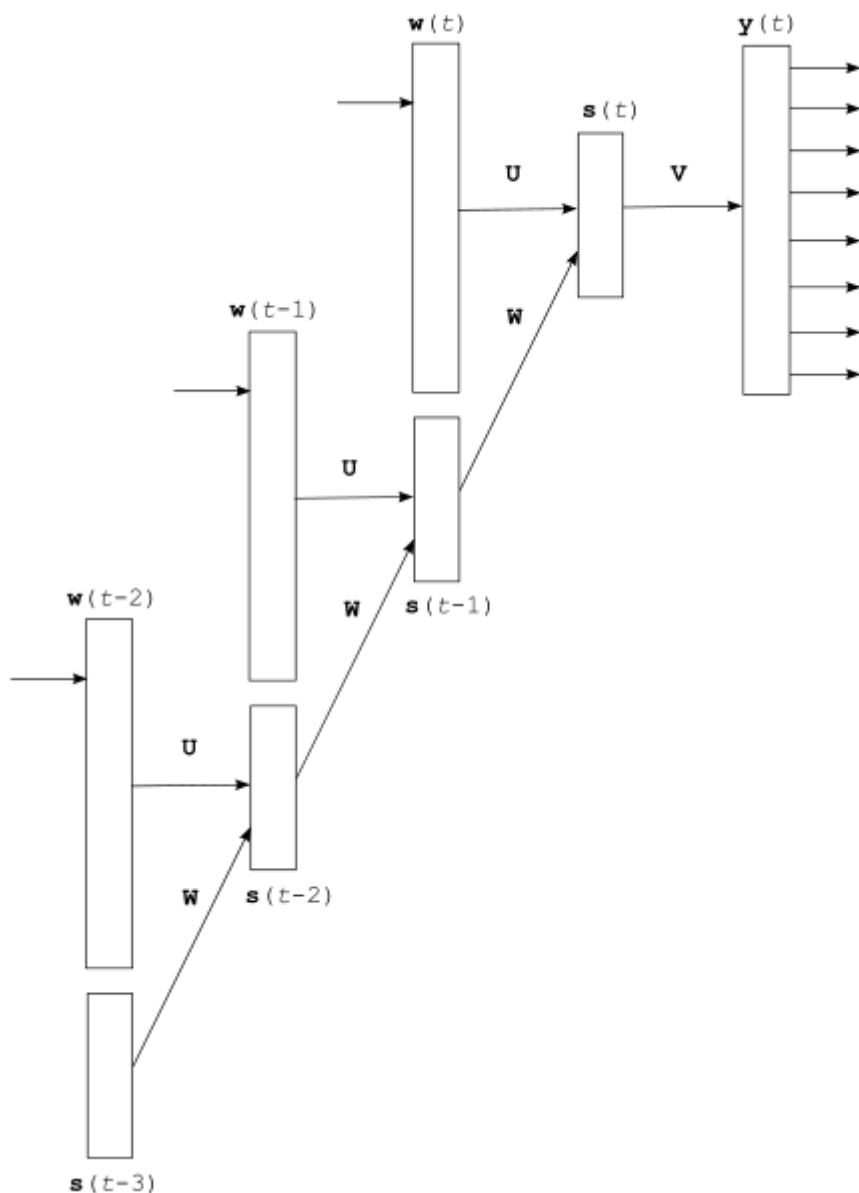 w(t) y(t)
s(t)
U V
w(t-1) W
U
w(t-2) W s(t-1)
U
W s(t-2)
s(t-3)